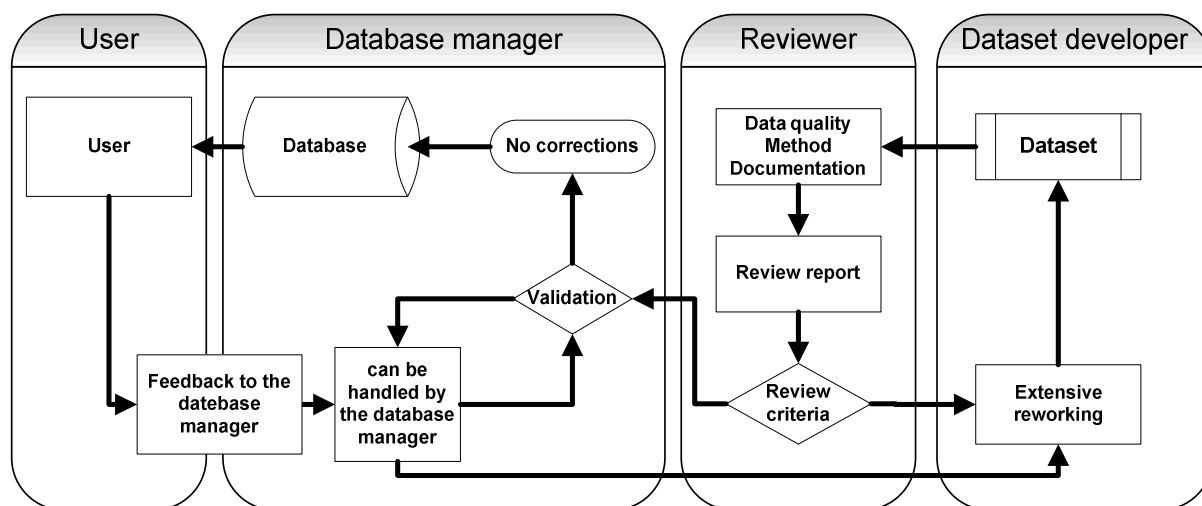 User
Database manager
Reviewer
Dataset developer
User
Database
No corrections
Data quality
Method
Documentation
Dataset
Review report
Validation
Feedback to the
datebase
manager
can be
handled by
the database
manager
Review
criteria
Extensive
reworking